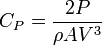 C_P = \frac{2P}{\rho A V^3}